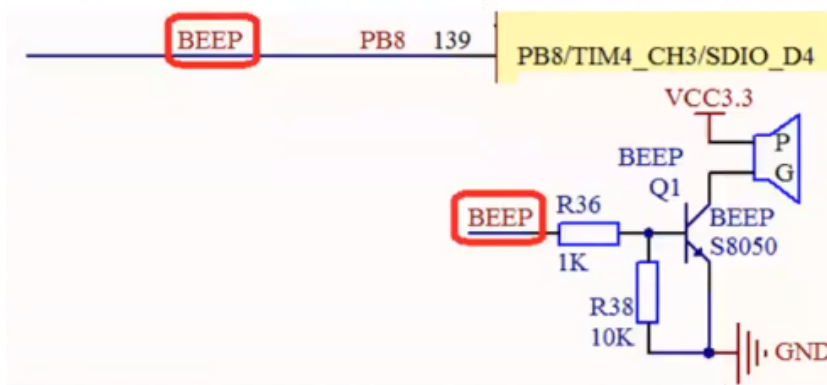 BEEP PB8 139 PB8/TIM4_CH3/SDIO_D4
VCC3.3
P
BEEP
G
Q1
BEEP R36 BEEP
S8050
1K
R38
10K
GND